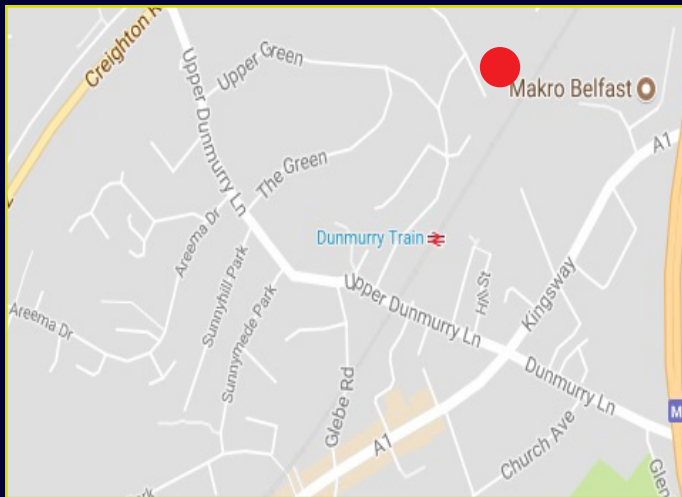 Creighton R
Upper Green
Makro Belfast
Upper Dunmurry Ln
A1
The Green
Areema Dr
Dunmurry Train
Sunnyhill Park
Hill St
Upper Dunmurry Ln
Kingsway
Areema Dr
Sunnymede Park
Dunmurry Ln
Glebe Rd
A1
Church Ave
M
Glen